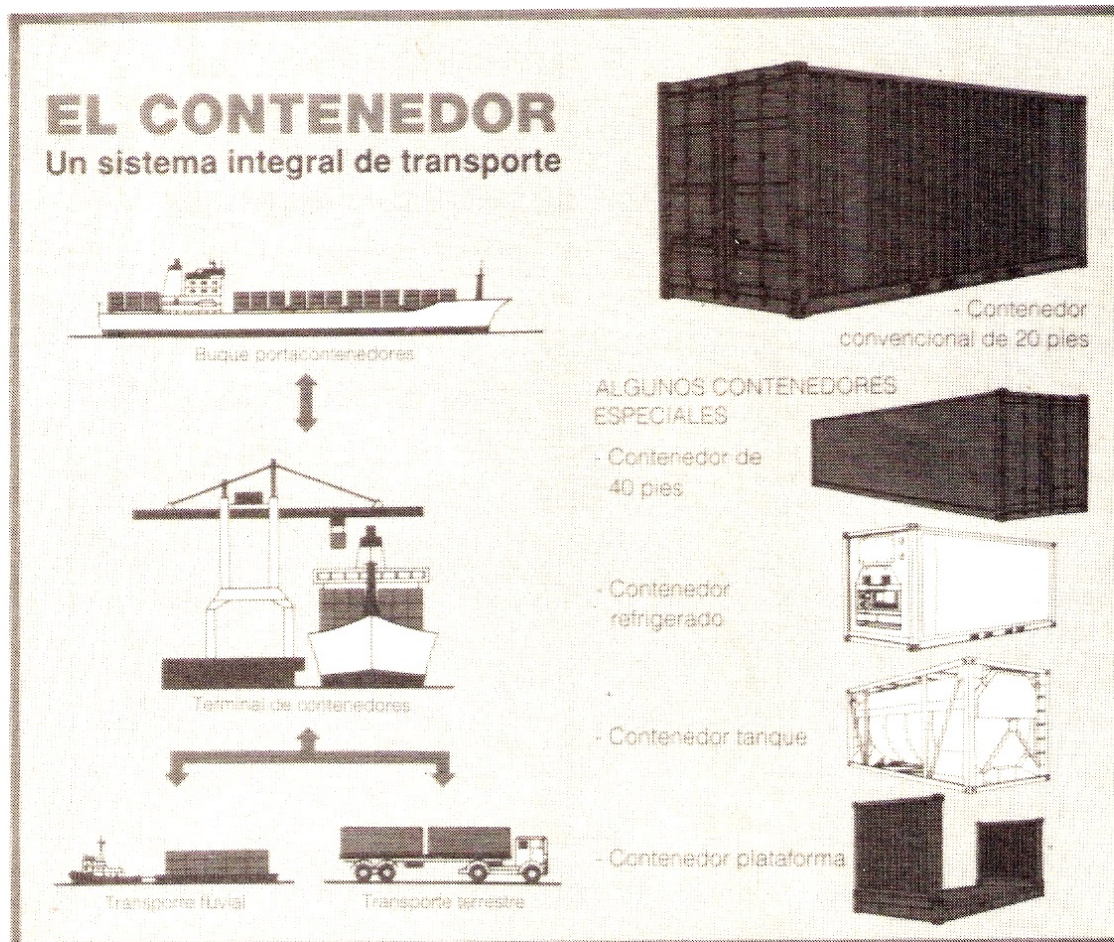 EL CONTENEDOR
Un sistema integral de transporte
Buque portacontenedores
Terminal de contenedores
Transporte fluvial
Transporte terrestre
- Contenedor
convencional de 20 pies
ALGUNOS CONTENEDORES
ESPECIALES
- Contenedor de
40 pies
- Contenedor
refrigerado
- Contenedor tanque
- Contenedor plataforma